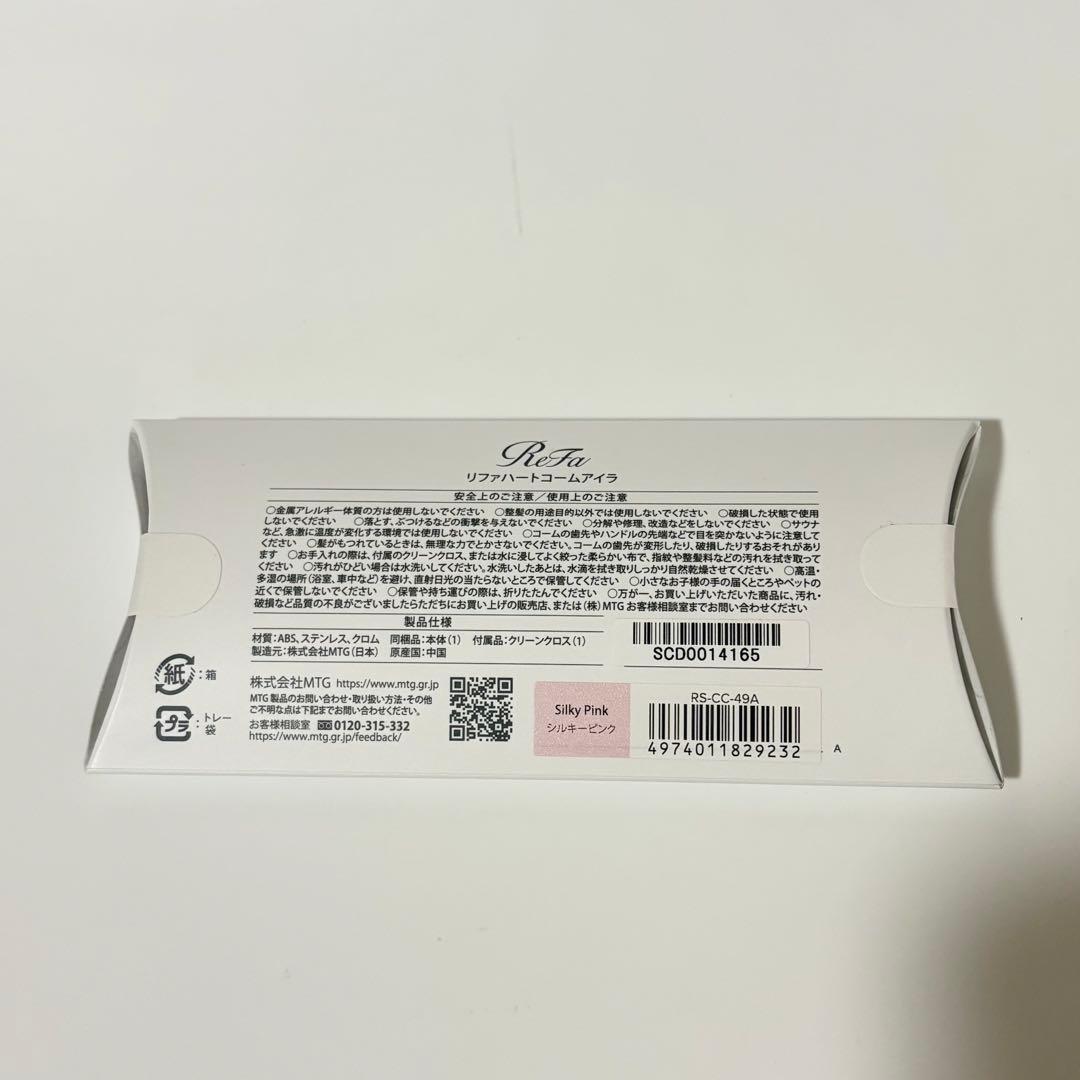 ReFa
リファハートコームアイラ
安全上のご注意／使用上のご注意
○金属アレルギー体質の方は使用しないでください ○整髪の用途目的以外では使用しないでください ○破損した状態で使用
しないでください ○落とす、ぶつけるなどの衝撃を与えないでください ○分解や修理、改造などをしないでください ○サウナ
など、急激に温度が変化する環境では使用しないでください ○コームの歯先やハンドルの先端などで目を突かないように注意して
ください ○髪がもつれているときは、無理な力でとかさないでください。コームの歯先が変形したり、破損したりするおそれがあり
ます ○お手入れの際は、付属のクリーンクロス、または水に浸してよく絞った柔らかい布で、指紋や整髪料などの汚れを拭き取って
ください ○汚れがひどい場合は水洗いしてください。水洗いしたあとは、水滴を拭き取りしっかり自然乾燥させてください ○高温・
多湿の場所（浴室、車中など）を避け、直射日光の当たらないところで保管してください ○小さなお子様の手の届くところやペットの
近くで保管しないでください ○保管や持ち運びの際は、折りたたんでください ○万が一、お買い上げいただいた商品に、汚れ・
破損など品質の不良がございましたらただちにお買い上げの販売店、または（株）MTG お客様相談室までお問い合わせください
製品仕様
材質：ABS、ステンレス、クロム 同梱品：本体（1） 付属品：クリーンクロス（1）
製造元：株式会社MTG（日本） 原産国：中国
SCD0014165
紙：箱
プラ：トレー
袋
株式会社MTG https://www.mtg.gr.jp
MTG 製品のお問い合わせ・取り扱い方法・その他
ご不明な点は下記までお問い合わせください。
お客様相談室 0120-315-332
https://www.mtg.gr.jp/feedback/
Silky Pink
シルキーピンク
RS-CC-49A
4974011829232
A